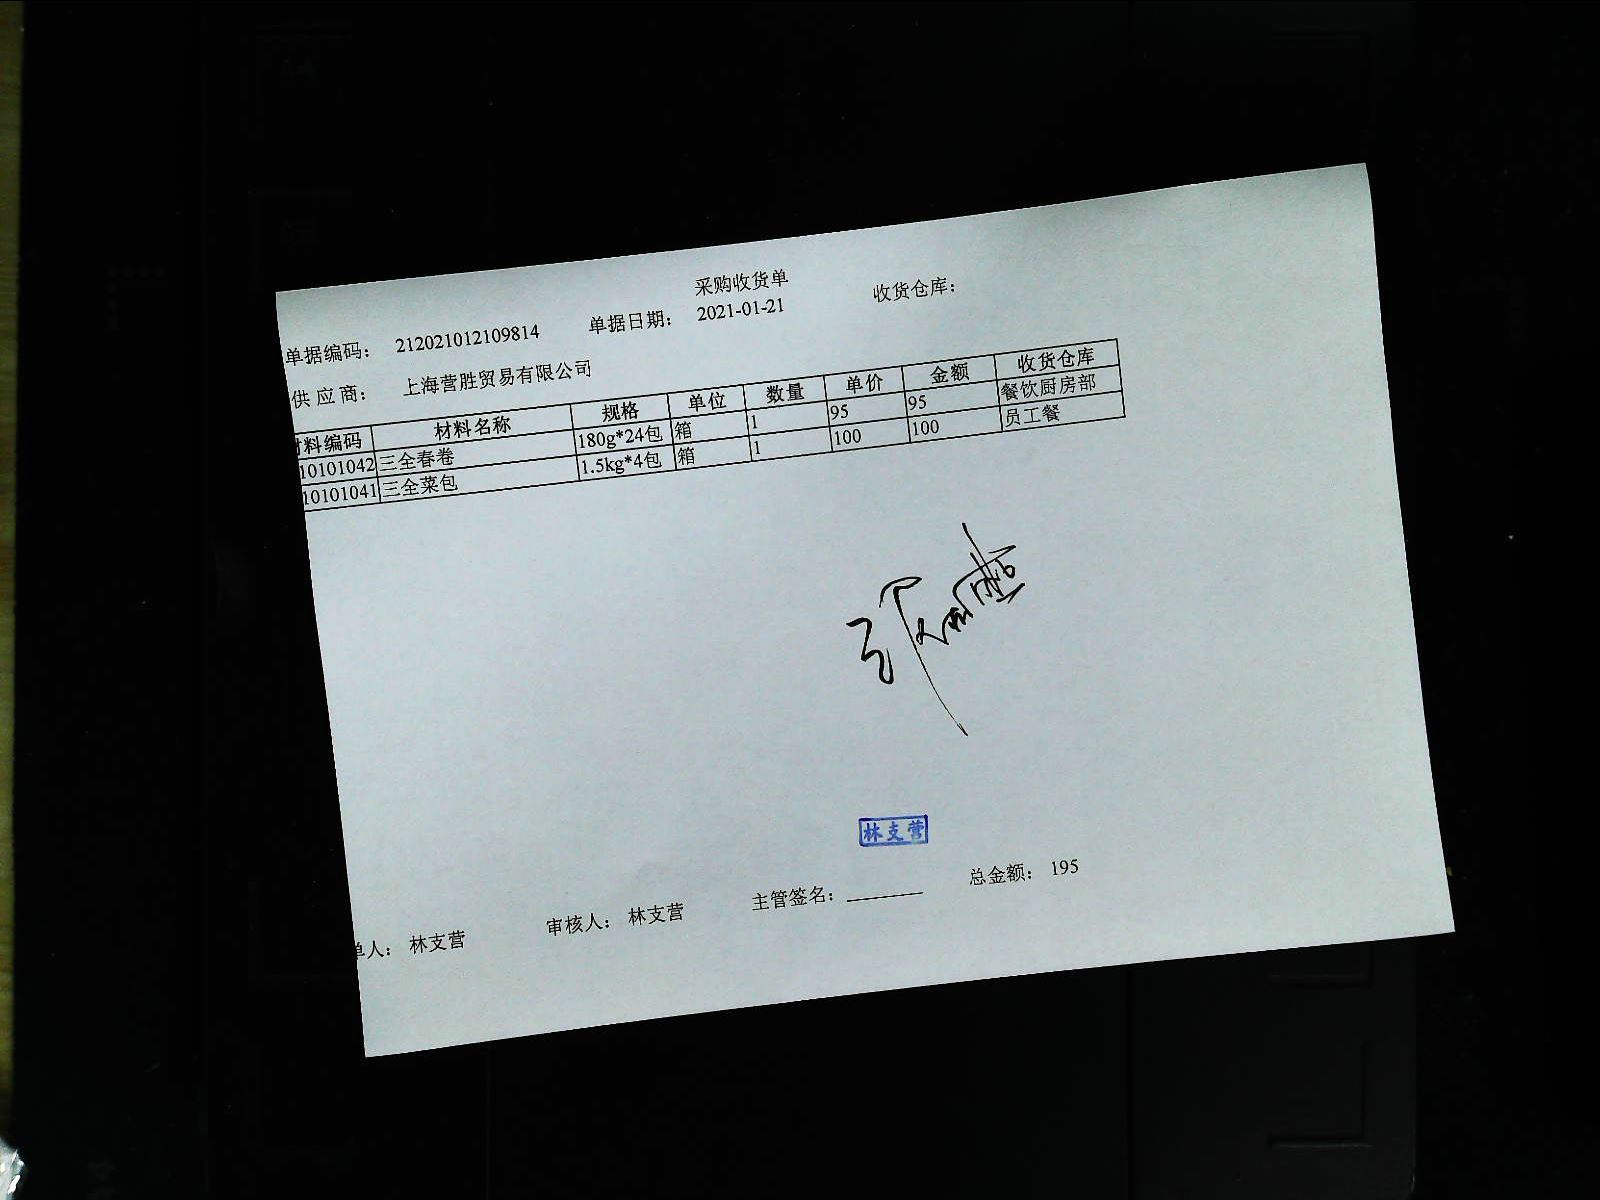 采购收货单
单据编码： 212021012109814 单据日期： 2021-01-21 收货仓库：
供 应 商： 上海营胜贸易有限公司
材料编码 材料名称 规格 单位 数量 单价 金额 收货仓库
10101042 三全春卷 180g*24包 箱 1 95 95 餐饮厨房部
10101041 三全菜包 1.5kg*4包 箱 1 100 100 员工餐
林支营
单人： 林支营 审核人： 林支营 主管签名： 总金额： 195